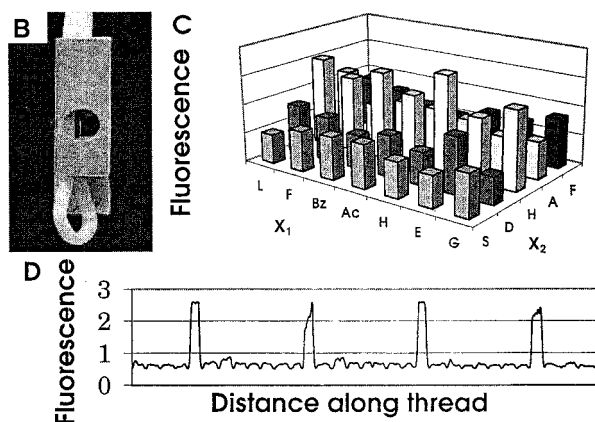 B
C
Fluorescence
L F Bz Ac H E G
X1
S D H A F
X2
D
Fluorescence
3
2
1
0
Distance along thread